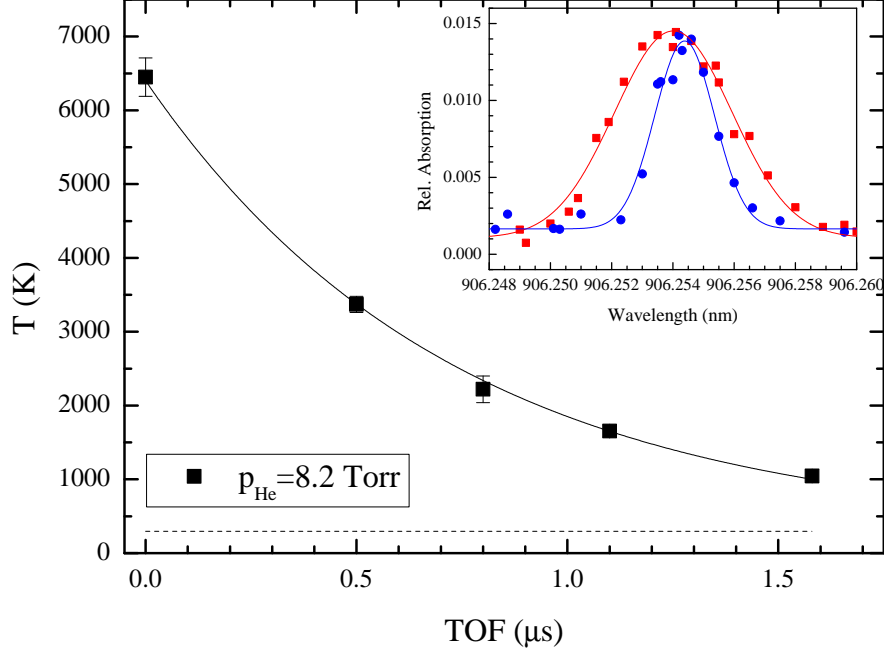 7000
6000
5000
4000
3000
2000
1000
0
T (K)
0.0 0.5 1.0 1.5
TOF (μs)
p_He=8.2 Torr
0.015
0.010
0.005
0.000
Rel. Absorption
906.248 906.250 906.252 906.254 906.256 906.258 906.260
Wavelength (nm)